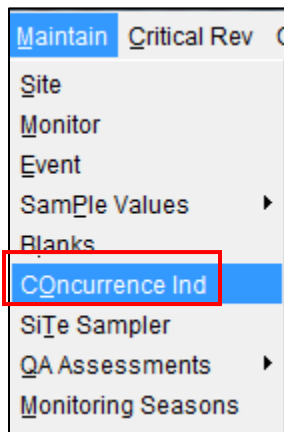 Maintain Critical Rev
Site
Monitor
Event
SamPle Values
Blanks
COncurrence Ind
SiTe Sampler
QA Assessments
Monitoring Seasons